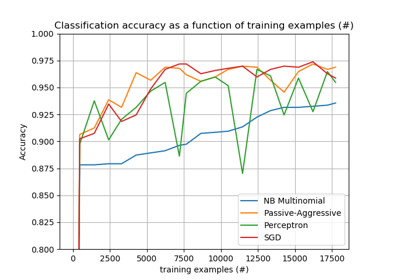 Classification accuracy as a function of training examples (#)
1.000
0.975
0.950
0.925
0.900
0.875
0.850
0.825
0.800
Accuracy
NB Multinomial
Passive-Aggressive
Perceptron
SGD
0 2500 5000 7500 10000 12500 15000 17500
training examples (#)